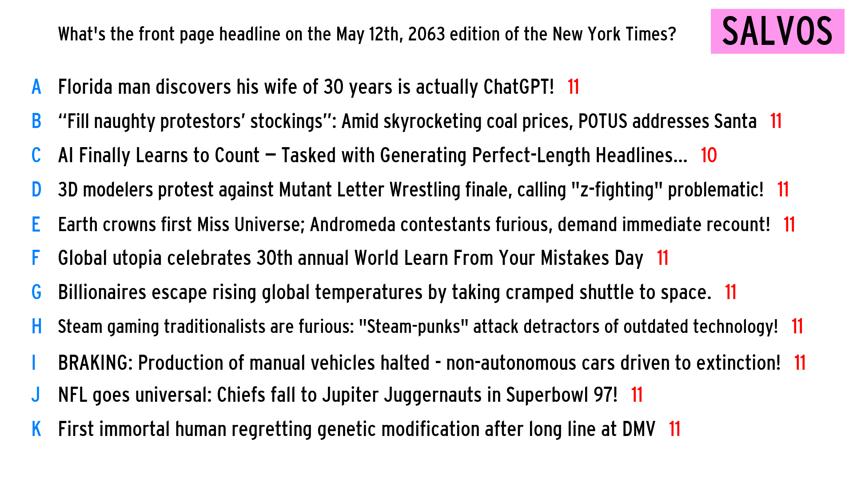 What's the front page headline on the May 12th, 2063 edition of the New York Times?
SALVOS
A Florida man discovers his wife of 30 years is actually ChatGPT! 11
B “Fill naughty protestors’ stockings”: Amid skyrocketing coal prices, POTUS addresses Santa 11
C AI Finally Learns to Count – Tasked with Generating Perfect-Length Headlines... 10
D 3D modelers protest against Mutant Letter Wrestling finale, calling "z-fighting" problematic! 11
E Earth crowns first Miss Universe; Andromeda contestants furious, demand immediate recount! 11
F Global utopia celebrates 30th annual World Learn From Your Mistakes Day 11
G Billionaires escape rising global temperatures by taking cramped shuttle to space. 11
H Steam gaming traditionalists are furious: "Steam-punks" attack detractors of outdated technology! 11
I BRAKING: Production of manual vehicles halted - non-autonomous cars driven to extinction! 11
J NFL goes universal: Chiefs fall to Jupiter Juggernauts in Superbowl 97! 11
K First immortal human regretting genetic modification after long line at DMV 11